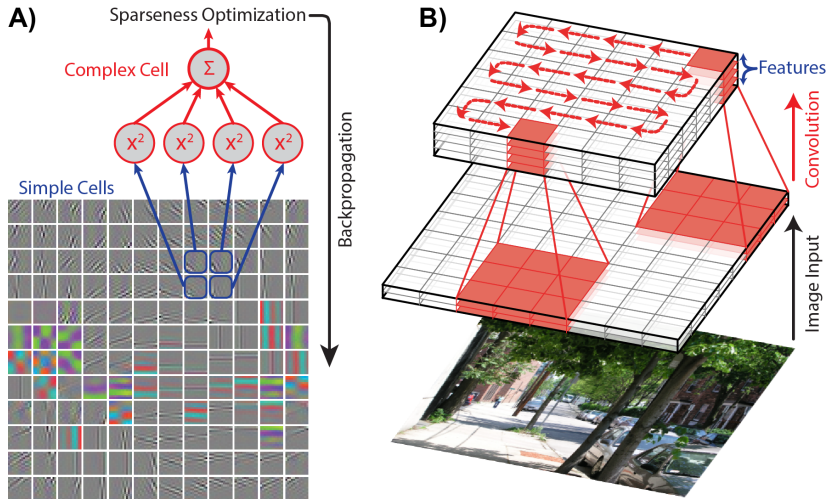 A)
Sparseness Optimization
Complex Cell
Σ
x²
x²
x²
x²
Simple Cells
Backpropagation
B)
Features
Convolution
Image Input